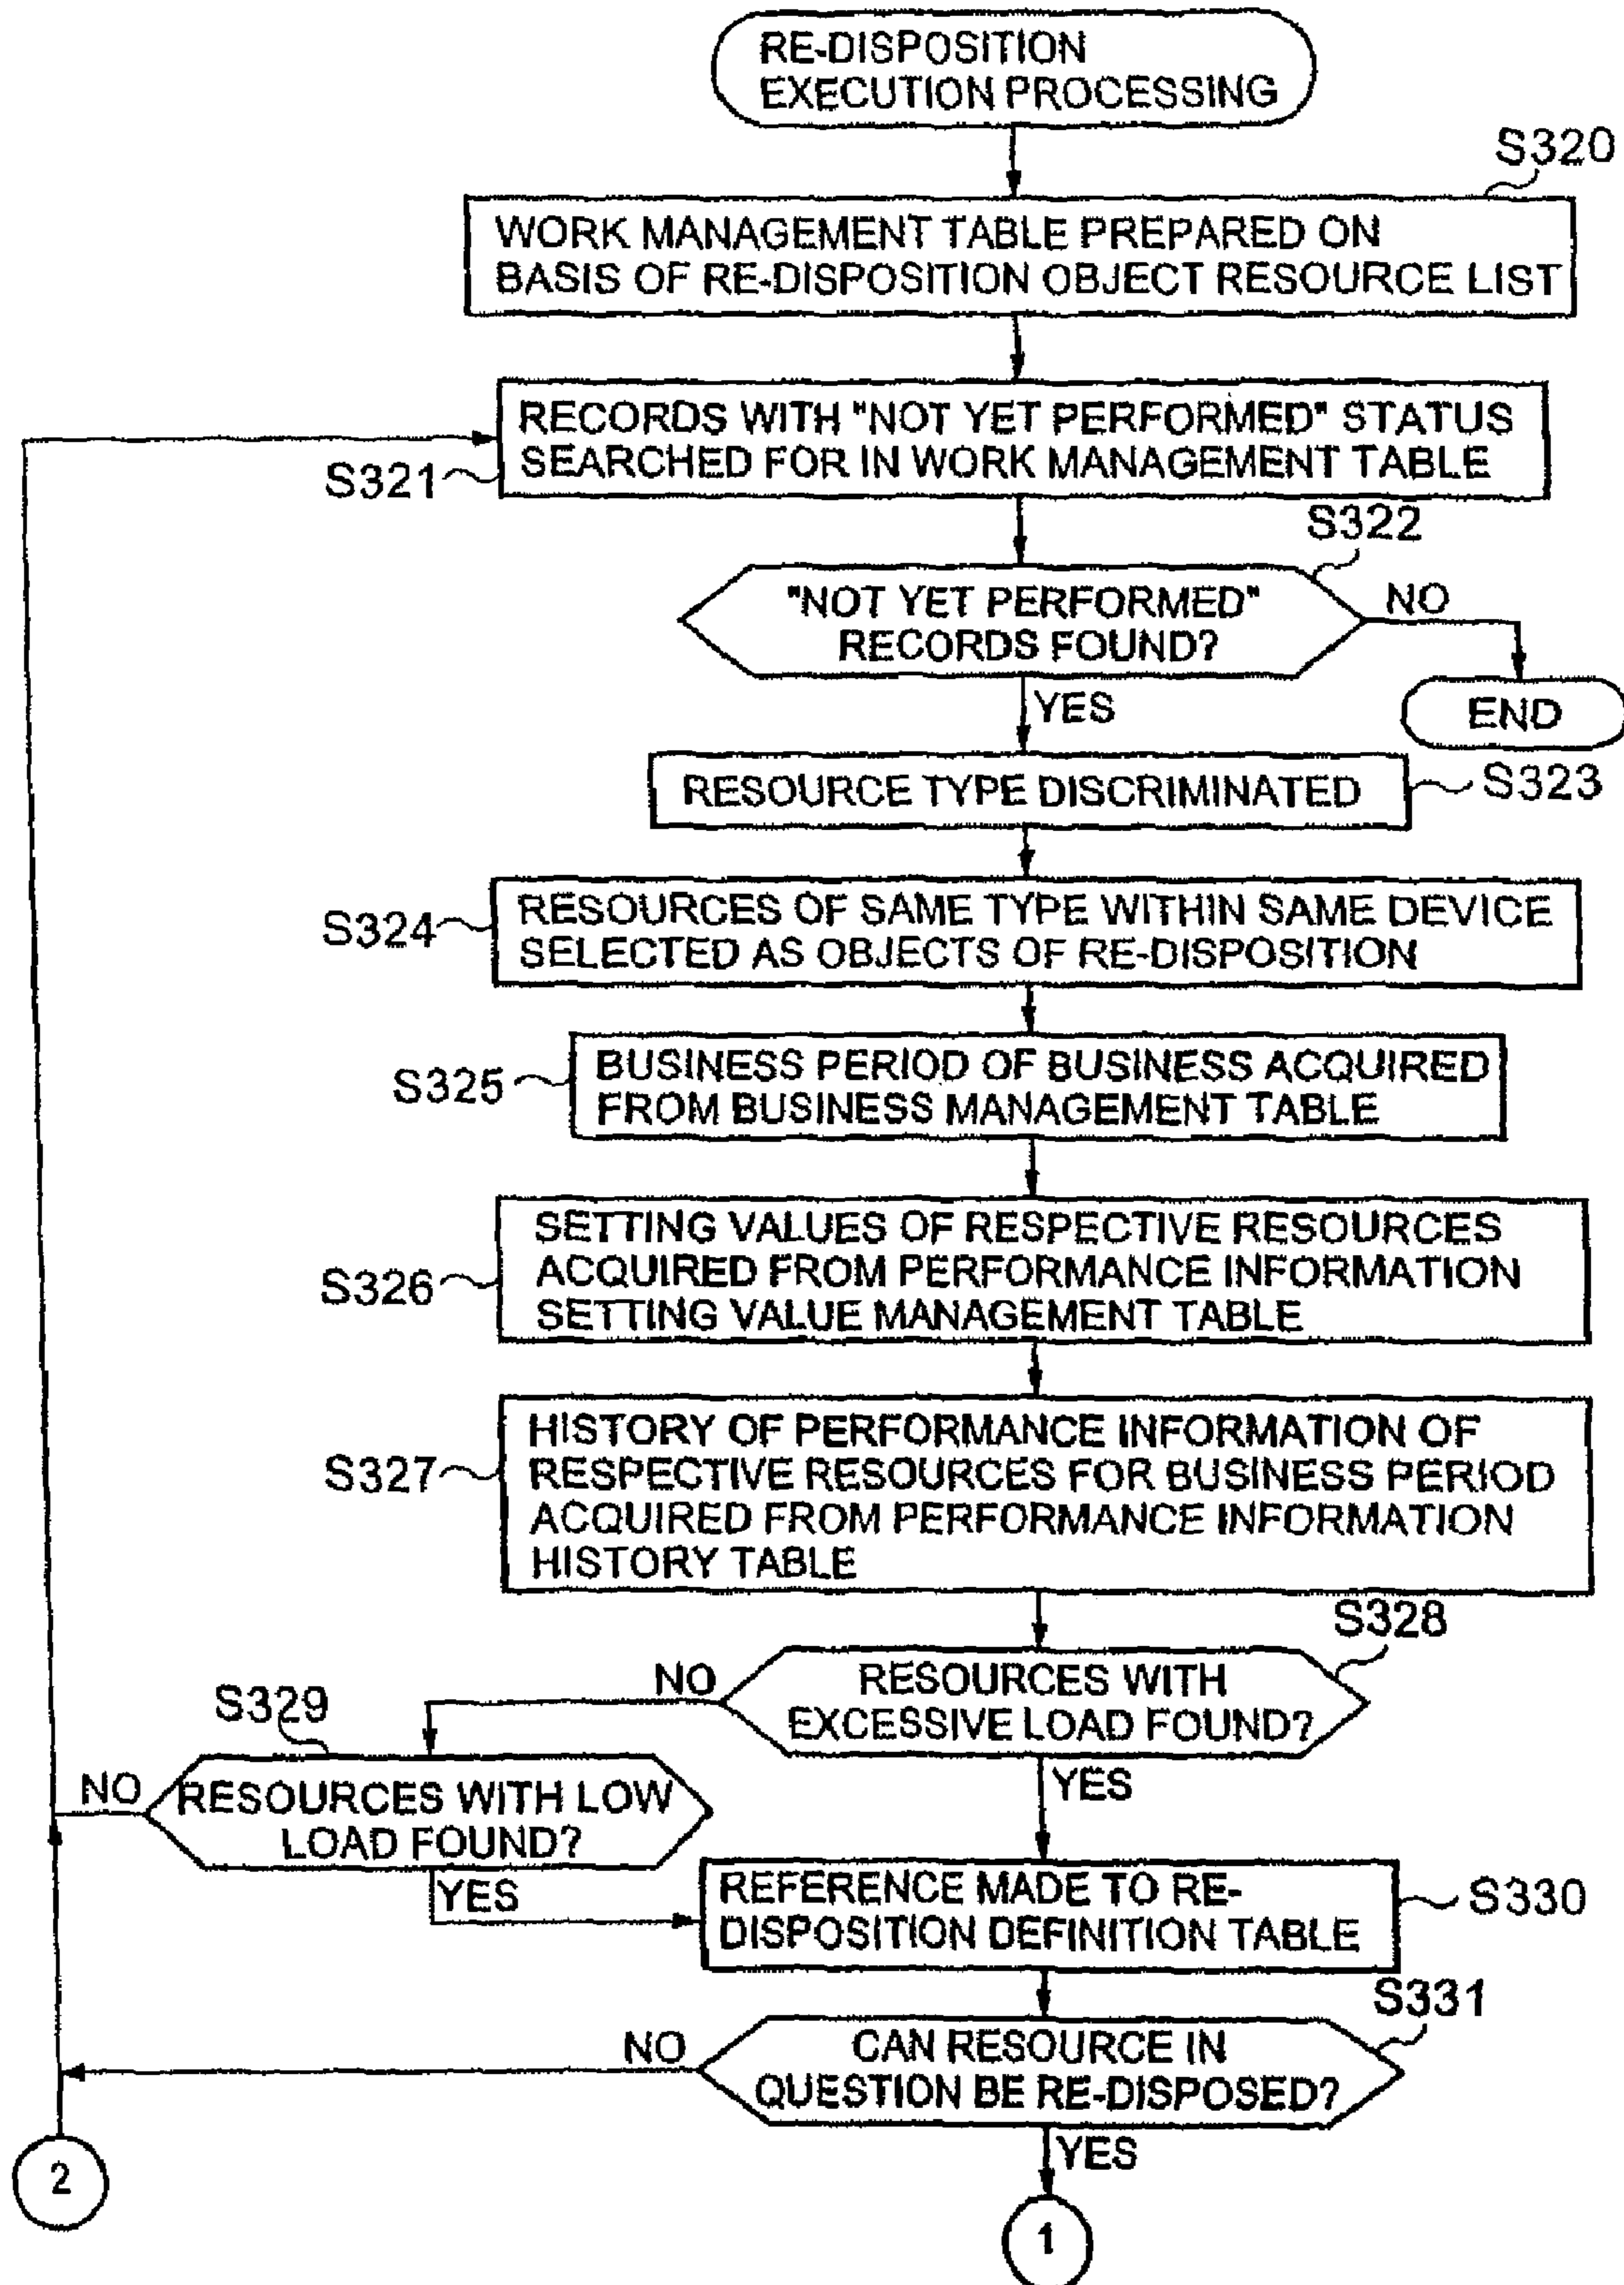 RE-DISPOSITION
EXECUTION PROCESSING
S320
WORK MANAGEMENT TABLE PREPARED ON
BASIS OF RE-DISPOSITION OBJECT RESOURCE LIST
RECORDS WITH "NOT YET PERFORMED" STATUS
SEARCHED FOR IN WORK MANAGEMENT TABLE
S321
S322
"NOT YET PERFORMED"
RECORDS FOUND?
NO
YES
END
RESOURCE TYPE DISCRIMINATED
S323
S324
RESOURCES OF SAME TYPE WITHIN SAME DEVICE
SELECTED AS OBJECTS OF RE-DISPOSITION
S325
BUSINESS PERIOD OF BUSINESS ACQUIRED
FROM BUSINESS MANAGEMENT TABLE
S326
SETTING VALUES OF RESPECTIVE RESOURCES
ACQUIRED FROM PERFORMANCE INFORMATION
SETTING VALUE MANAGEMENT TABLE
S327
HISTORY OF PERFORMANCE INFORMATION OF
RESPECTIVE RESOURCES FOR BUSINESS PERIOD
ACQUIRED FROM PERFORMANCE INFORMATION
HISTORY TABLE
S328
RESOURCES WITH
EXCESSIVE LOAD FOUND?
NO
YES
S329
RESOURCES WITH LOW
LOAD FOUND?
NO
YES
REFERENCE MADE TO RE-
DISPOSITION DEFINITION TABLE
S330
S331
CAN RESOURCE IN
QUESTION BE RE-DISPOSED?
NO
YES
2
1